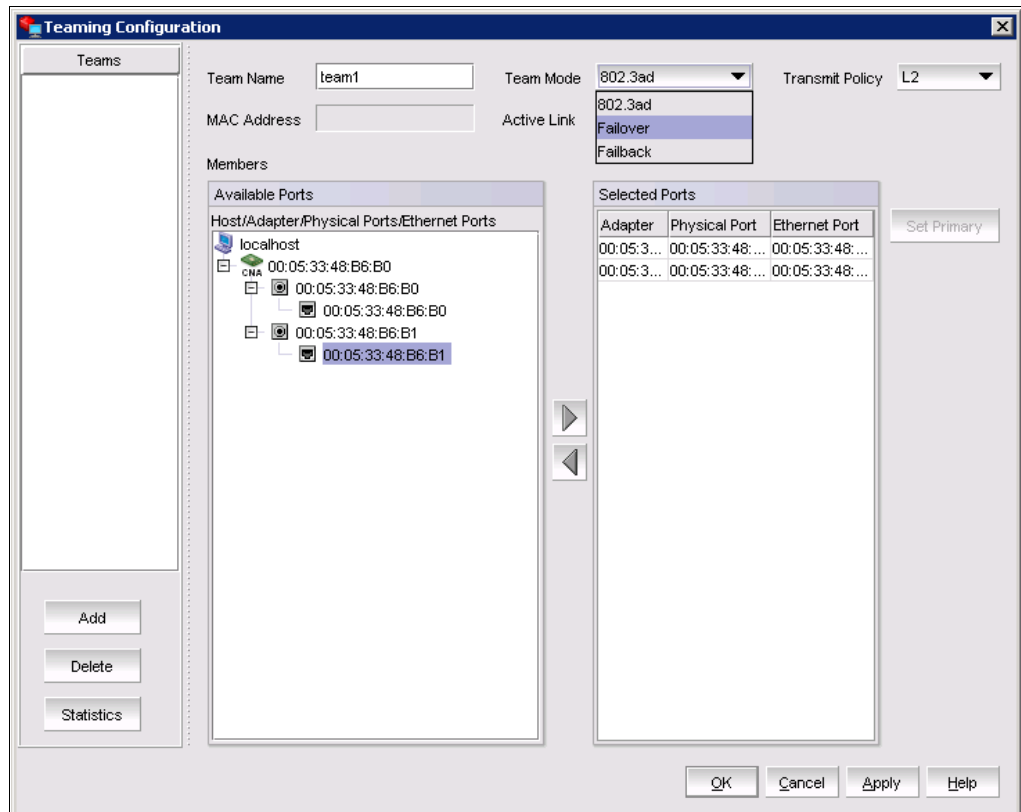 Teaming Configuration
Teams
Team Name team1 Team Mode 802.3ad Transmit Policy L2
802.3ad
MAC Address Active Link Failover
Failback
Members
Available Ports
Host/Adapter/Physical Ports/Ethernet Ports
localhost
CNA 00:05:33:48:B6:B0
00:05:33:48:B6:B0
00:05:33:48:B6:B0
00:05:33:48:B6:B1
00:05:33:48:B6:B1
Selected Ports
Adapter Physical Port Ethernet Port
00:05:3... 00:05:33:48:... 00:05:33:48:...
00:05:3... 00:05:33:48:... 00:05:33:48:...
Set Primary
Add
Delete
Statistics
OK Cancel Apply Help